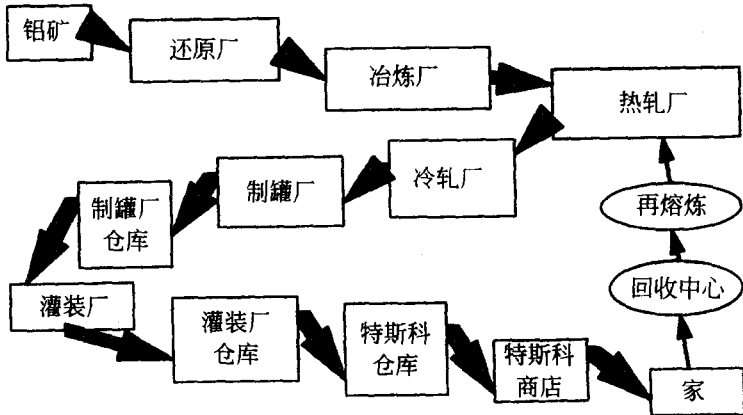 铝矿
还原厂
冶炼厂
热轧厂
冷轧厂
制罐厂
制罐厂
仓库
灌装厂
灌装厂
仓库
特斯科
仓库
特斯科
商店
家
回收中心
再熔炼